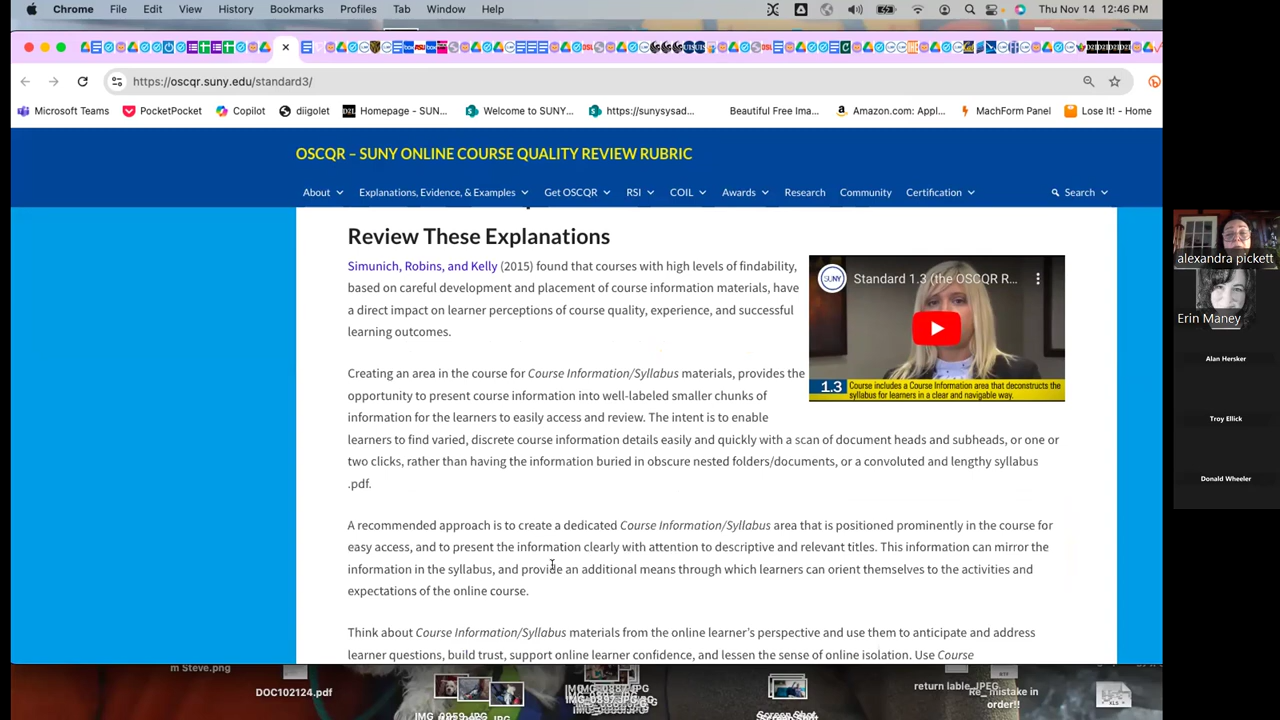 Chrome File Edit View History Bookmarks Profiles Tab Window Help Thu Nov 14 12:46 PM
https://oscqr.suny.edu/standard3/
Microsoft Teams PocketPocket Copilot diigolet Homepage - SUN... Welcome to SUNY... https://sunysysad... Beautiful Free Ima... Amazon.com: Appl... MachForm Panel Lose It! - Home
OSCQR – SUNY ONLINE COURSE QUALITY REVIEW RUBRIC
About Explanations, Evidence, & Examples Get OSCQR RSI COIL Awards Research Community Certification Search
Review These Explanations
Simunich, Robins, and Kelly (2015) found that courses with high levels of findability,
based on careful development and placement of course information materials, have
a direct impact on learner perceptions of course quality, experience, and successful
learning outcomes.
SUNY Standard 1.3 (the OSCQR R...
1.3 Course includes a Course Information area that deconstructs the
syllabus for learners in a clear and navigable way.
Creating an area in the course for Course Information/Syllabus materials, provides the
opportunity to present course information into well-labeled smaller chunks of
information for the learners to easily access and review. The intent is to enable
learners to find varied, discrete course information details easily and quickly with a scan of document heads and subheads, or one or
two clicks, rather than having the information buried in obscure nested folders/documents, or a convoluted and lengthy syllabus
.pdf.
A recommended approach is to create a dedicated Course Information/Syllabus area that is positioned prominently in the course for
easy access, and to present the information clearly with attention to descriptive and relevant titles. This information can mirror the
information in the syllabus, and provide an additional means through which learners can orient themselves to the activities and
expectations of the online course.
Think about Course Information/Syllabus materials from the online learner's perspective and use them to anticipate and address
learner questions, build trust, support online learner confidence, and lessen the sense of online isolation. Use Course
m Steve.png
DOC102124.pdf
Screen Shot
return lable_.JPEG
Re_ mistake in
order!!
XLS
alexandra pickett
Erin Maney
Alan Hersker
Troy Ellick
Donald Wheeler